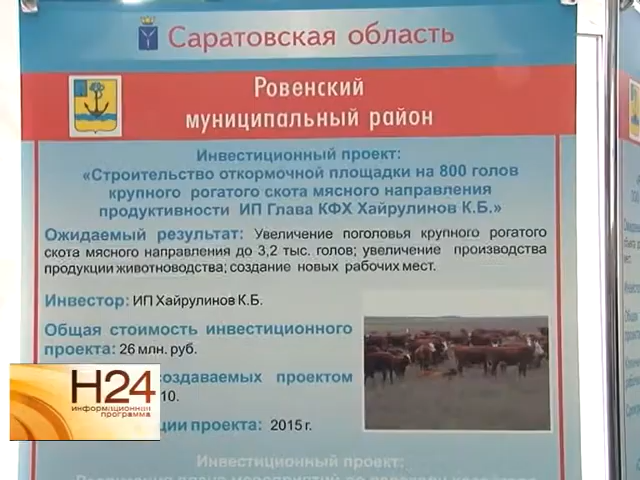 Саратовская область
Ровенский
муниципальный район
Инвестиционный проект:
«Строительство откормочной площадки на 800 голов
крупного рогатого скота мясного направления
продуктивности ИП Глава КФХ Хайрулинов К.Б.»
Ожидаемый результат: Увеличение поголовья крупного рогатого
скота мясного направления до 3,2 тыс. голов; увеличение производства
продукции животноводства; создание новых рабочих мест.
Инвестор: ИП Хайрулинов К.Б.
Общая стоимость инвестиционного
проекта: 26 млн. руб.
создаваемых проектом
10.
ции проекта: 2015 г.
Н24
информационная
программа
Инвестиционный проект: